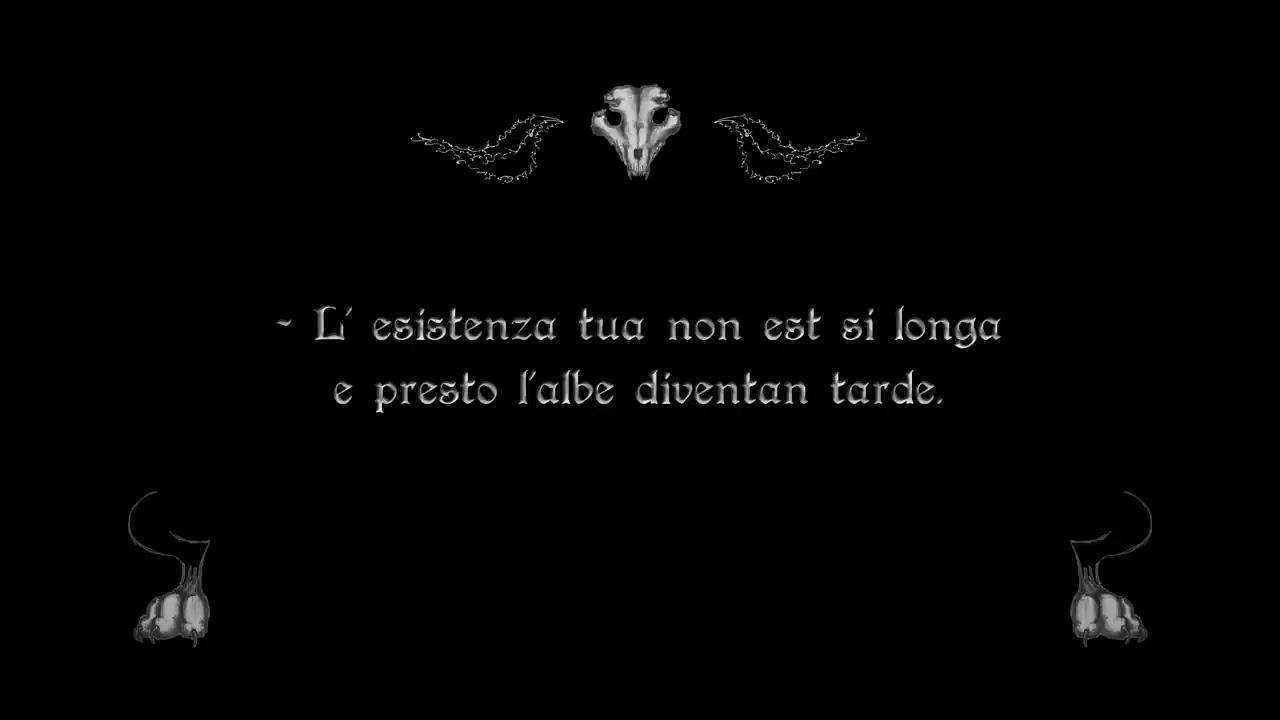 - L' esistenza tua non est si longa
e presto l'albe diventan tarde.